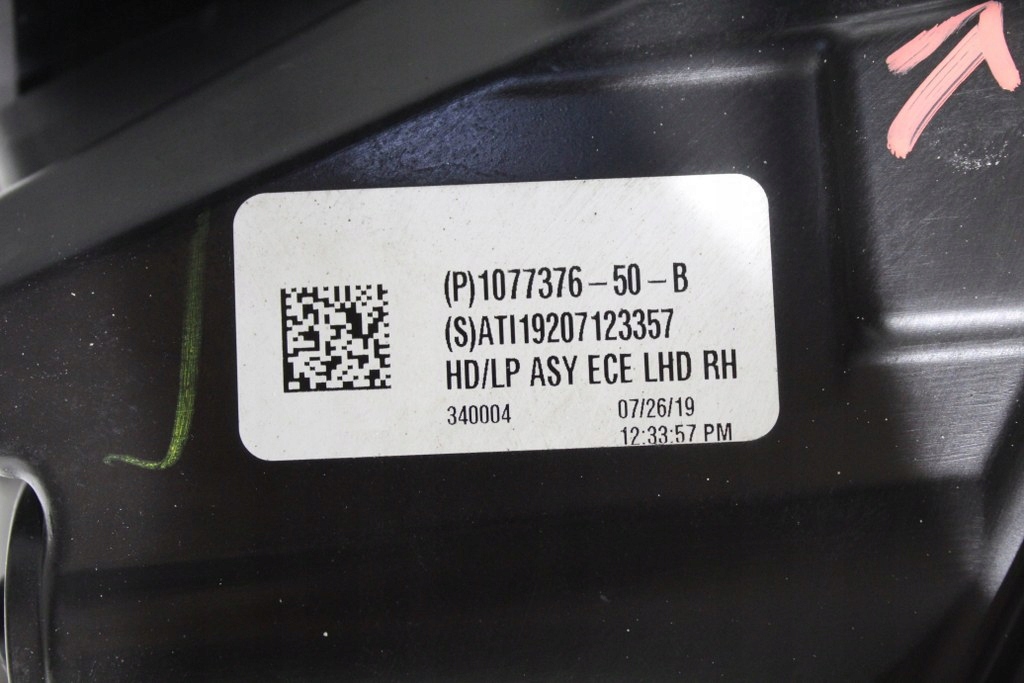 (P)1077376-50-B
(S)ATI19207123357
HD/LP ASY ECE LHD RH
340004 07/26/19
12:33:57 PM